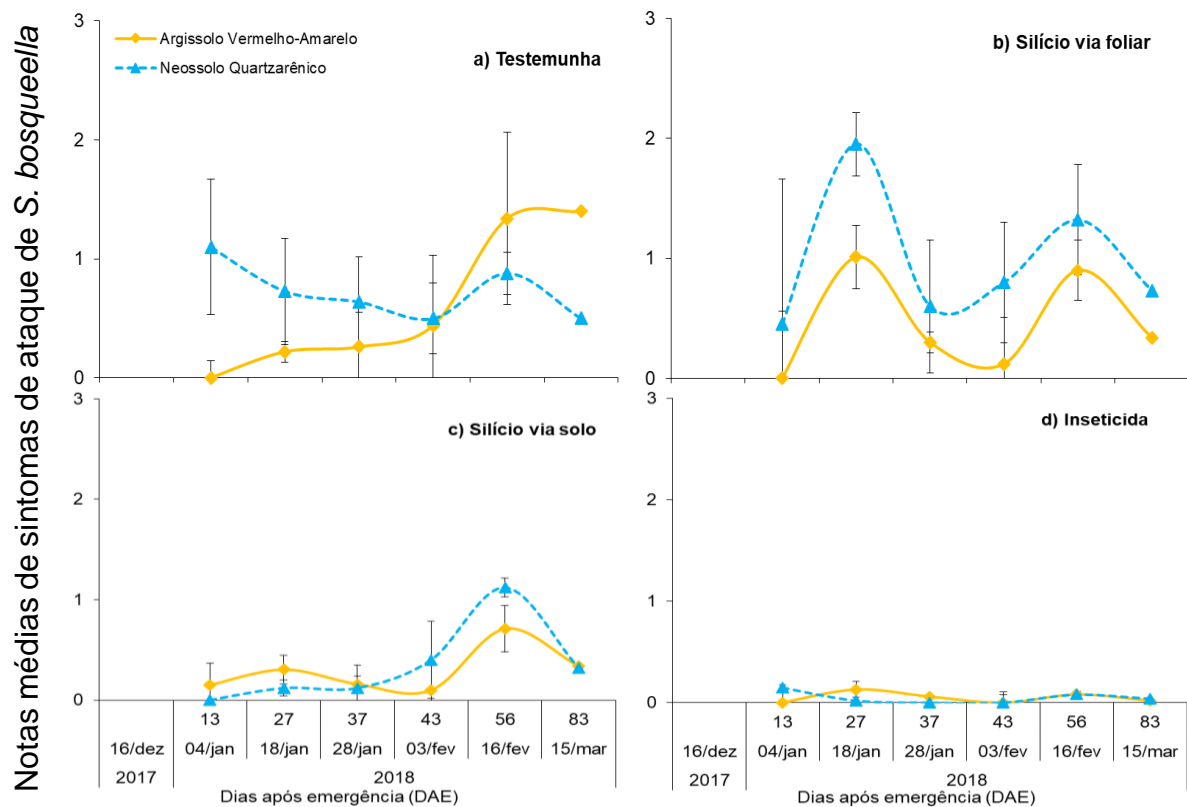 Notas médias de sintomas de ataque de S. bosqueella
3
2
1
0
Argissolo Vermelho-Amarelo
Neossolo Quartzarênico
a) Testemunha
3
2
1
0
b) Silício via foliar
3
2
1
0
c) Silício via solo
13 27 37 43 56 83
16/dez 04/jan 18/jan 28/jan 03/fev 16/fev 15/mar
2017 2018
Dias após emergência (DAE)
3
2
1
0
d) Inseticida
13 27 37 43 56 83
16/dez 04/jan 18/jan 28/jan 03/fev 16/fev 15/mar
2017 2018
Dias após emergência (DAE)